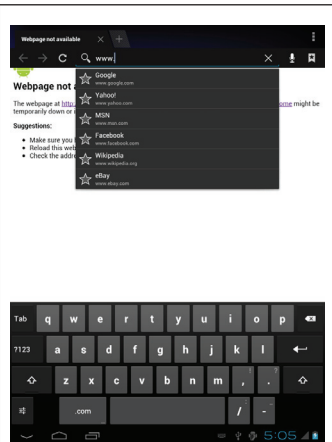 Webpage not available
www.
Google
www.google.com
Yahoo!
www.yahoo.com
MSN
www.msn.com
Facebook
www.facebook.com
Wikipedia
www.wikipedia.org
eBay
www.ebay.com
Webpage not a
The webpage at http: ome might be
temporarily down or i
Suggestions:
Make sure you
Reload this web
Check the addre
Tab q w e r t y u i o p
?123 a s d f g h j k l
z x c v b n m , ! . ?
.com / : - _
5:05